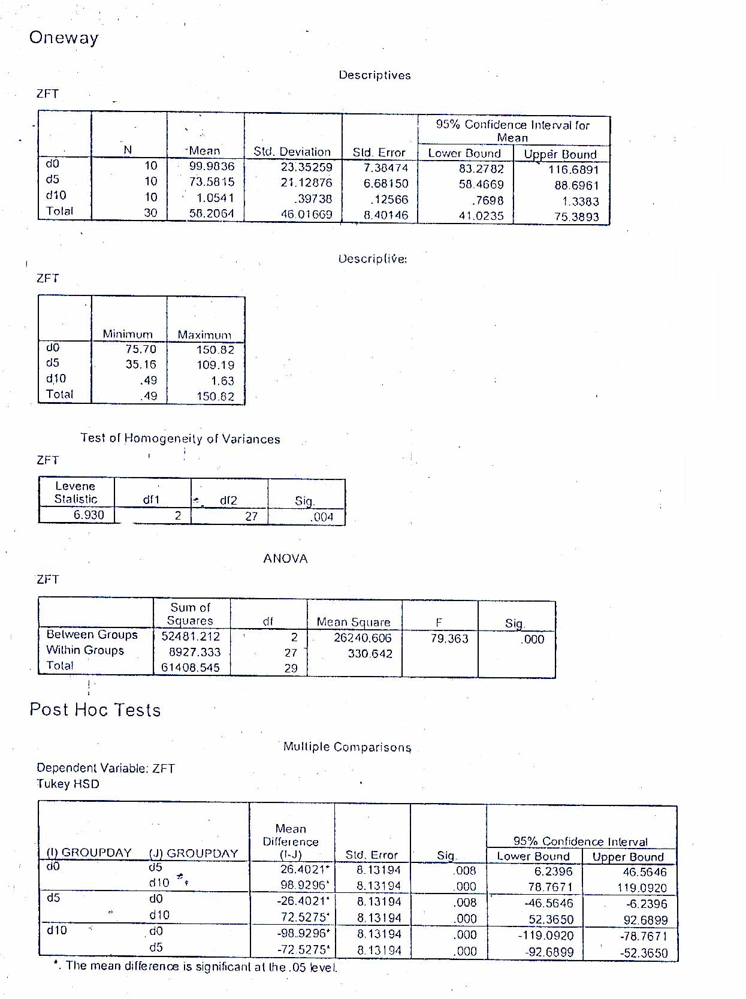 Oneway
Descriptives
ZFT
95% Confidence Interval for
Mean
N Mean Std. Deviation Std. Error Lower Bound Upper Bound
d0 10 99.9836 23.35259 7.38474 83.2782 116.6891
d5 10 73.5815 21.12876 6.68150 58.4669 88.6961
d10 10 1.0541 .39738 .12566 .7698 1.3383
Total 30 58.2064 46.01669 8.40146 41.0235 75.3893
Descriptive:
ZFT
Minimum Maximum
d0 75.70 150.82
d5 35.16 109.19
d10 .49 1.63
Total .49 150.82
Test of Homogeneity of Variances
ZFT
Levene
Statistic df1 df2 Sig.
6.930 2 27 .004
ANOVA
ZFT
Sum of
Squares df Mean Square F Sig.
Between Groups 52481.212 2 26240.606 79.363 .000
Within Groups 8927.333 27 330.642
Total 61408.545 29
Post Hoc Tests
Multiple Comparisons
Dependent Variable: ZFT
Tukey HSD
Mean
Difference 95% Confidence Interval
(I) GROUPDAY (J) GROUPDAY (I-J) Std. Error Sig. Lower Bound Upper Bound
d0 d5 26.4021* 8.13194 .008 6.2396 46.5646
d10 98.9296* 8.13194 .000 78.7671 119.0920
d5 d0 -26.4021* 8.13194 .008 -46.5646 -6.2396
d10 72.5275* 8.13194 .000 52.3650 92.6899
d10 d0 -98.9296* 8.13194 .000 -119.0920 -78.7671
d5 -72.5275* 8.13194 .000 -92.6899 -52.3650
*. The mean difference is significant at the .05 level.